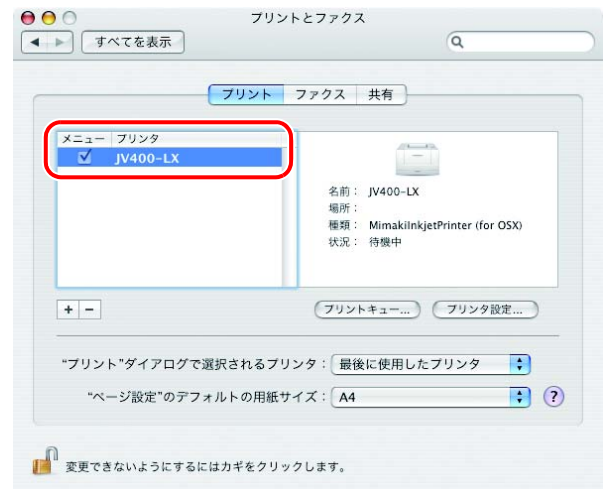 プリントとファクス
すべてを表示
プリント ファクス 共有
メニュー プリンタ
JV400-LX
名前： JV400-LX
場所：
種類： MimakiInkjetPrinter (for OSX)
状況： 待機中
+ −
プリントキュー... プリンタ設定...
“プリント”ダイアログで選択されるプリンタ： 最後に使用したプリンタ
“ページ設定”のデフォルトの用紙サイズ： A4 ?
変更できないようにするにはカギをクリックします。